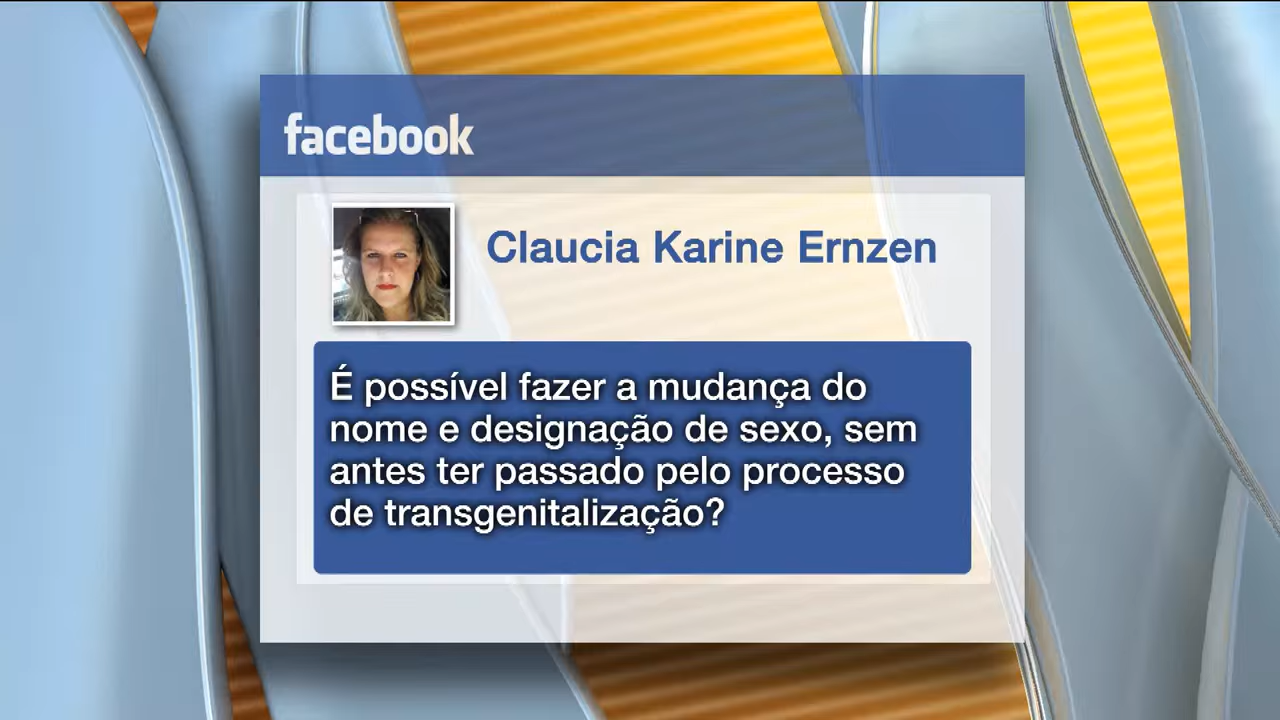 facebook
Claucia Karine Ernzen
É possível fazer a mudança do
nome e designação de sexo, sem
antes ter passado pelo processo
de transgenitalização?